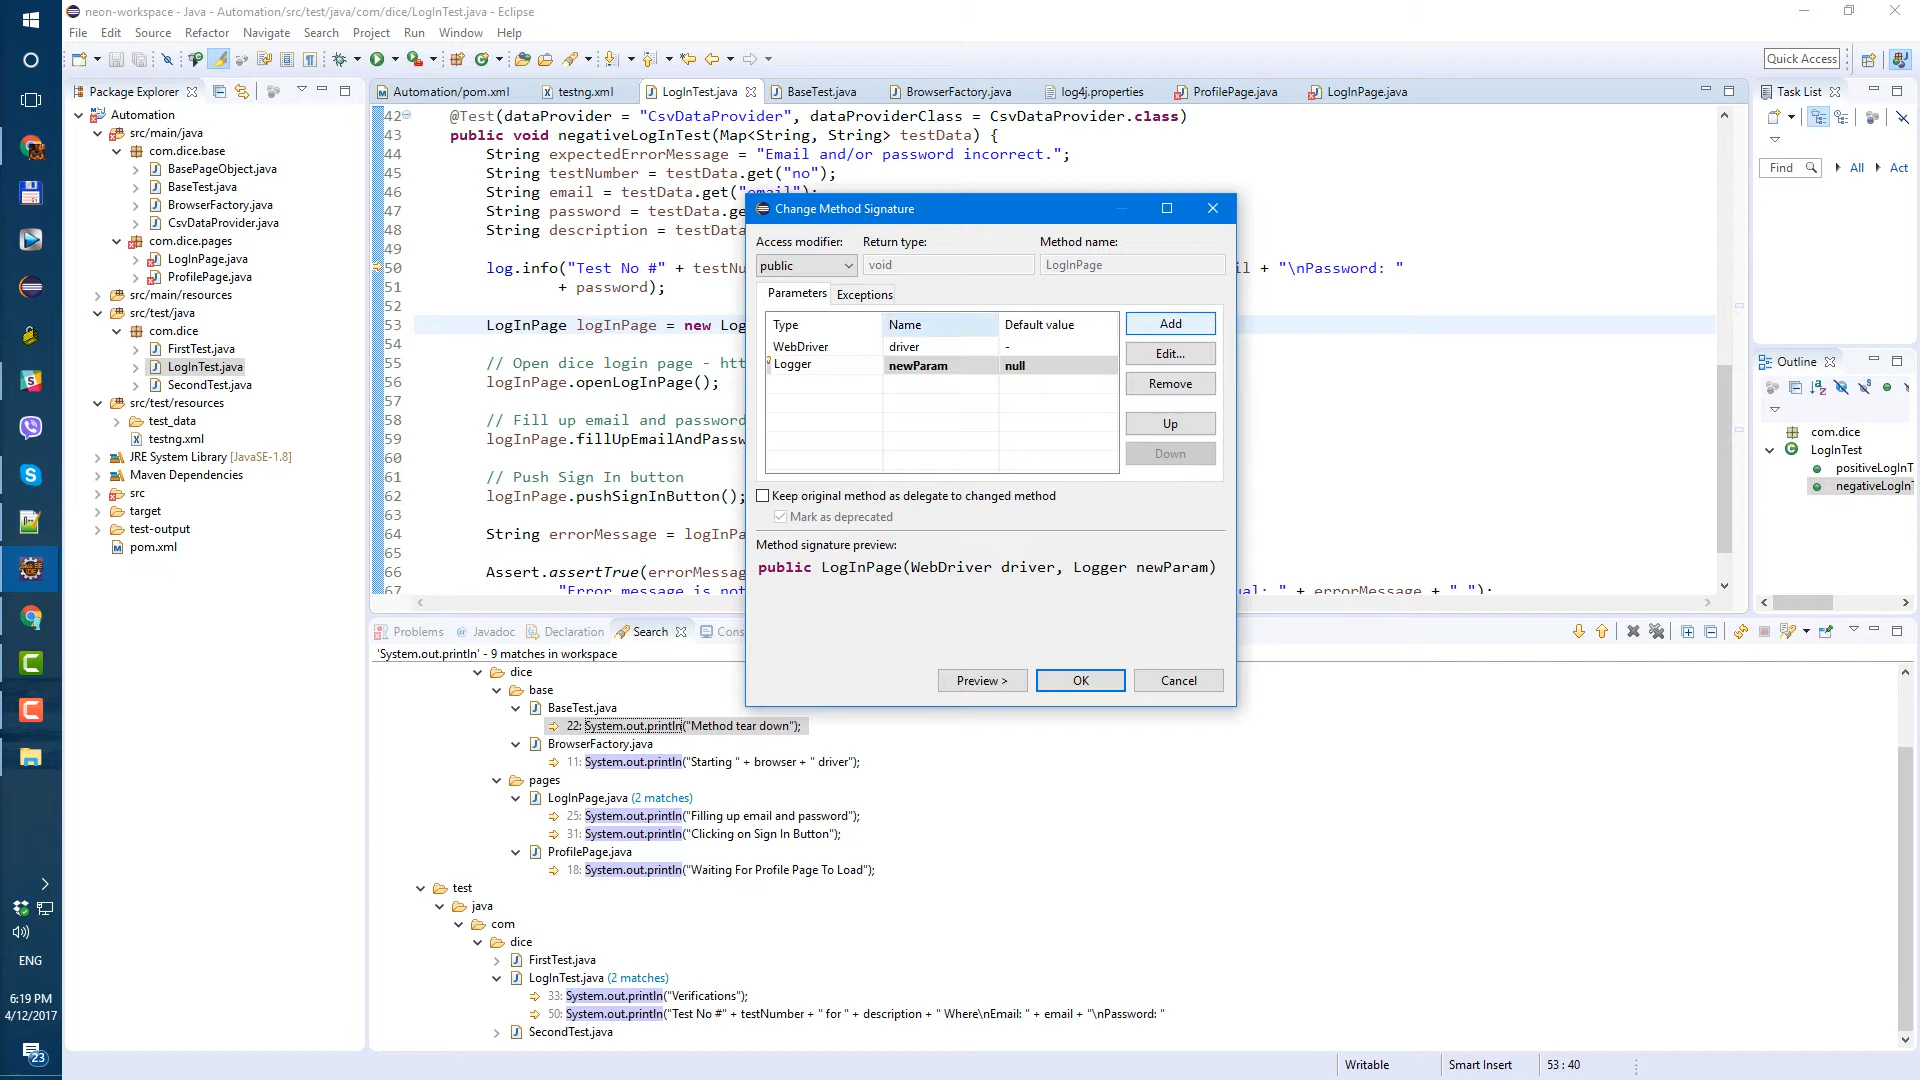 neon-workspace - Java - Automation/src/test/java/com/dice/LogInTest.java - Eclipse
File Edit Source Refactor Navigate Search Project Run Window Help
Quick Access
Package Explorer
Automation
src/main/java
com.dice.base
BasePageObject.java
BaseTest.java
BrowserFactory.java
CsvDataProvider.java
com.dice.pages
LogInPage.java
ProfilePage.java
src/main/resources
src/test/java
com.dice
FirstTest.java
LogInTest.java
SecondTest.java
src/test/resources
test_data
testng.xml
JRE System Library [JavaSE-1.8]
Maven Dependencies
src
target
test-output
pom.xml
Automation/pom.xml testng.xml LogInTest.java BaseTest.java BrowserFactory.java log4j.properties ProfilePage.java LogInPage.java
42 @Test(dataProvider = "CsvDataProvider", dataProviderClass = CsvDataProvider.class)
43 public void negativeLogInTest(Map<String, String> testData) {
44 String expectedErrorMessage = "Email and/or password incorrect.";
45 String testNumber = testData.get("no");
46 String email = testData.get("email");
47 String password = testData.ge
48 String description = testData
49
50 log.info("Test No #" + testNu il + "\nPassword: "
51 + password);
52
53 LogInPage logInPage = new Log
54
55 // Open dice login page - htt
56 logInPage.openLogInPage();
57
58 // Fill up email and password
59 logInPage.fillUpEmailAndPassw
60
61 // Push Sign In button
62 logInPage.pushSignInButton();
63
64 String errorMessage = logInPa
65
66 Assert.assertTrue(errorMessag
67 "Error message is not ual: " + errorMessage + " ");
Change Method Signature
Access modifier: Return type: Method name:
public void LogInPage
Parameters Exceptions
Type Name Default value
WebDriver driver -
Logger newParam null
Add
Edit...
Remove
Up
Down
Keep original method as delegate to changed method
Mark as deprecated
Method signature preview:
public LogInPage(WebDriver driver, Logger newParam)
Preview > OK Cancel
Task List
Find All Act
Outline
com.dice
LogInTest
positiveLogInT
negativeLogIn
Problems @ Javadoc Declaration Search Cons
'System.out.println' - 9 matches in workspace
dice
base
BaseTest.java
22: System.out.println("Method tear down");
BrowserFactory.java
11: System.out.println("Starting " + browser + " driver");
pages
LogInPage.java (2 matches)
25: System.out.println("Filling up email and password");
31: System.out.println("Clicking on Sign In Button");
ProfilePage.java
18: System.out.println("Waiting For Profile Page To Load");
test
java
com
dice
FirstTest.java
LogInTest.java (2 matches)
33: System.out.println("Verifications");
50: System.out.println("Test No #" + testNumber + " for " + description + " Where\nEmail: " + email + "\nPassword: "
SecondTest.java
Writable Smart Insert 53 : 40
ENG
6:19 PM
4/12/2017
23